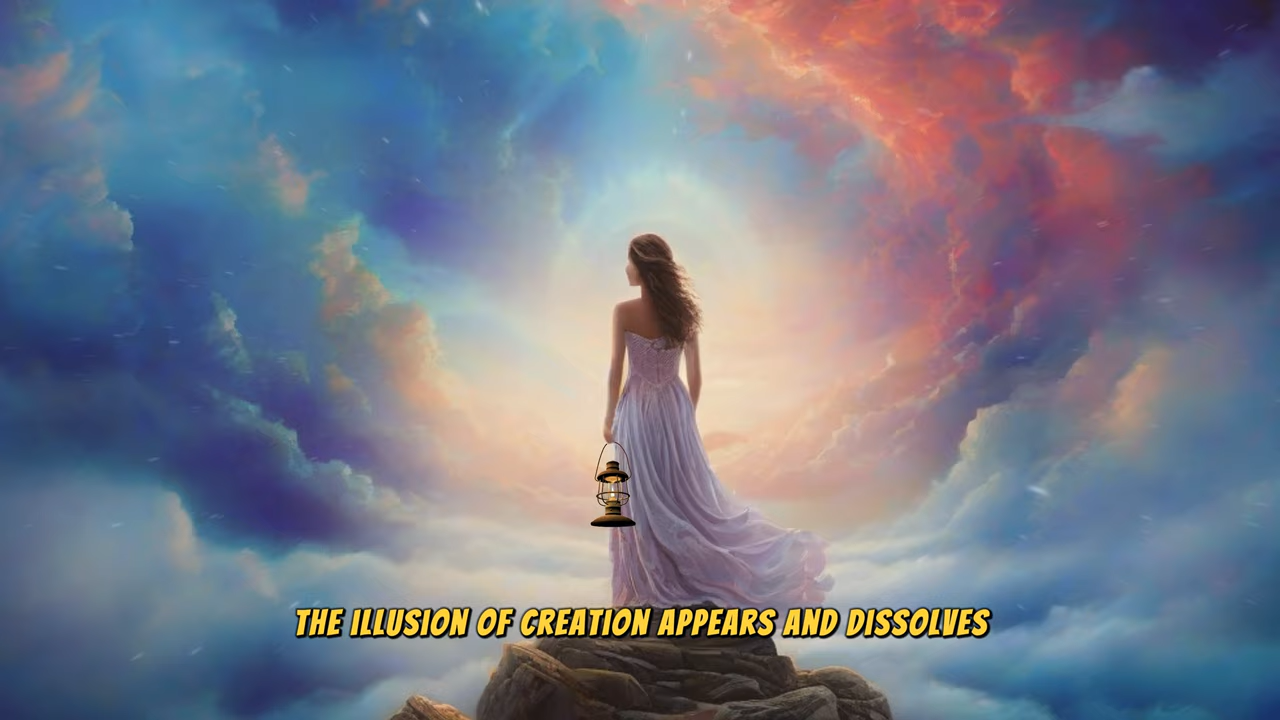 THE ILLUSION OF CREATION APPEARS AND DISSOLVES